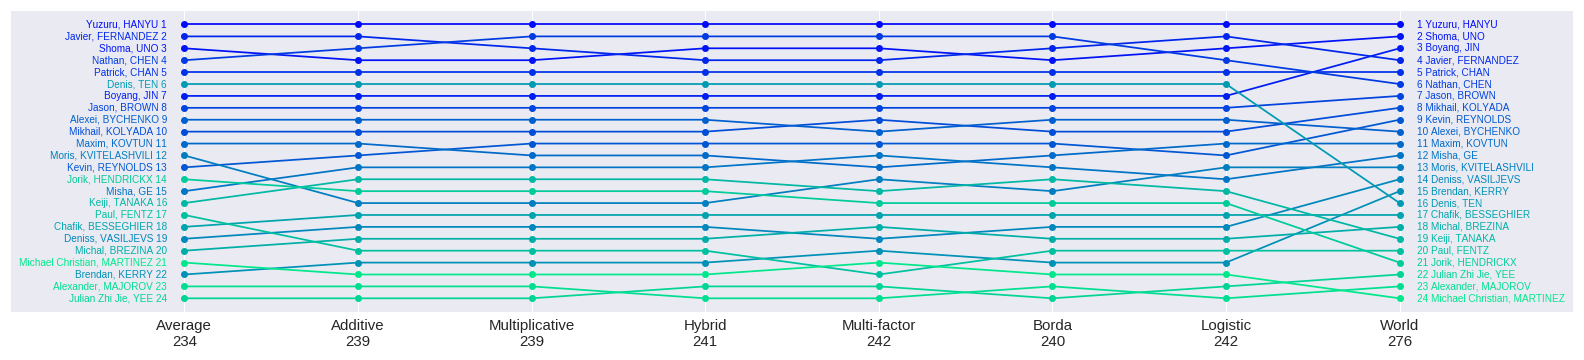 Yuzuru, HANYU 1
Javier, FERNANDEZ 2
Shoma, UNO 3
Nathan, CHEN 4
Patrick, CHAN 5
Denis, TEN 6
Boyang, JIN 7
Jason, BROWN 8
Alexei, BYCHENKO 9
Mikhail, KOLYADA 10
Maxim, KOVTUN 11
Moris, KVITELASHVILI 12
Kevin, REYNOLDS 13
Jorik, HENDRICKX 14
Misha, GE 15
Keiji, TANAKA 16
Paul, FENTZ 17
Chafik, BESSEGHIER 18
Deniss, VASILJEVS 19
Michal, BREZINA 20
Michael Christian, MARTINEZ 21
Brendan, KERRY 22
Alexander, MAJOROV 23
Julian Zhi Jie, YEE 24
1 Yuzuru, HANYU
2 Shoma, UNO
3 Boyang, JIN
4 Javier, FERNANDEZ
5 Patrick, CHAN
6 Nathan, CHEN
7 Jason, BROWN
8 Mikhail, KOLYADA
9 Kevin, REYNOLDS
10 Alexei, BYCHENKO
11 Maxim, KOVTUN
12 Misha, GE
13 Moris, KVITELASHVILI
14 Deniss, VASILJEVS
15 Brendan, KERRY
16 Denis, TEN
17 Chafik, BESSEGHIER
18 Michal, BREZINA
19 Keiji, TANAKA
20 Paul, FENTZ
21 Jorik, HENDRICKX
22 Julian Zhi Jie, YEE
23 Alexander, MAJOROV
24 Michael Christian, MARTINEZ
Average
234
Additive
239
Multiplicative
239
Hybrid
241
Multi-factor
242
Borda
240
Logistic
242
World
276